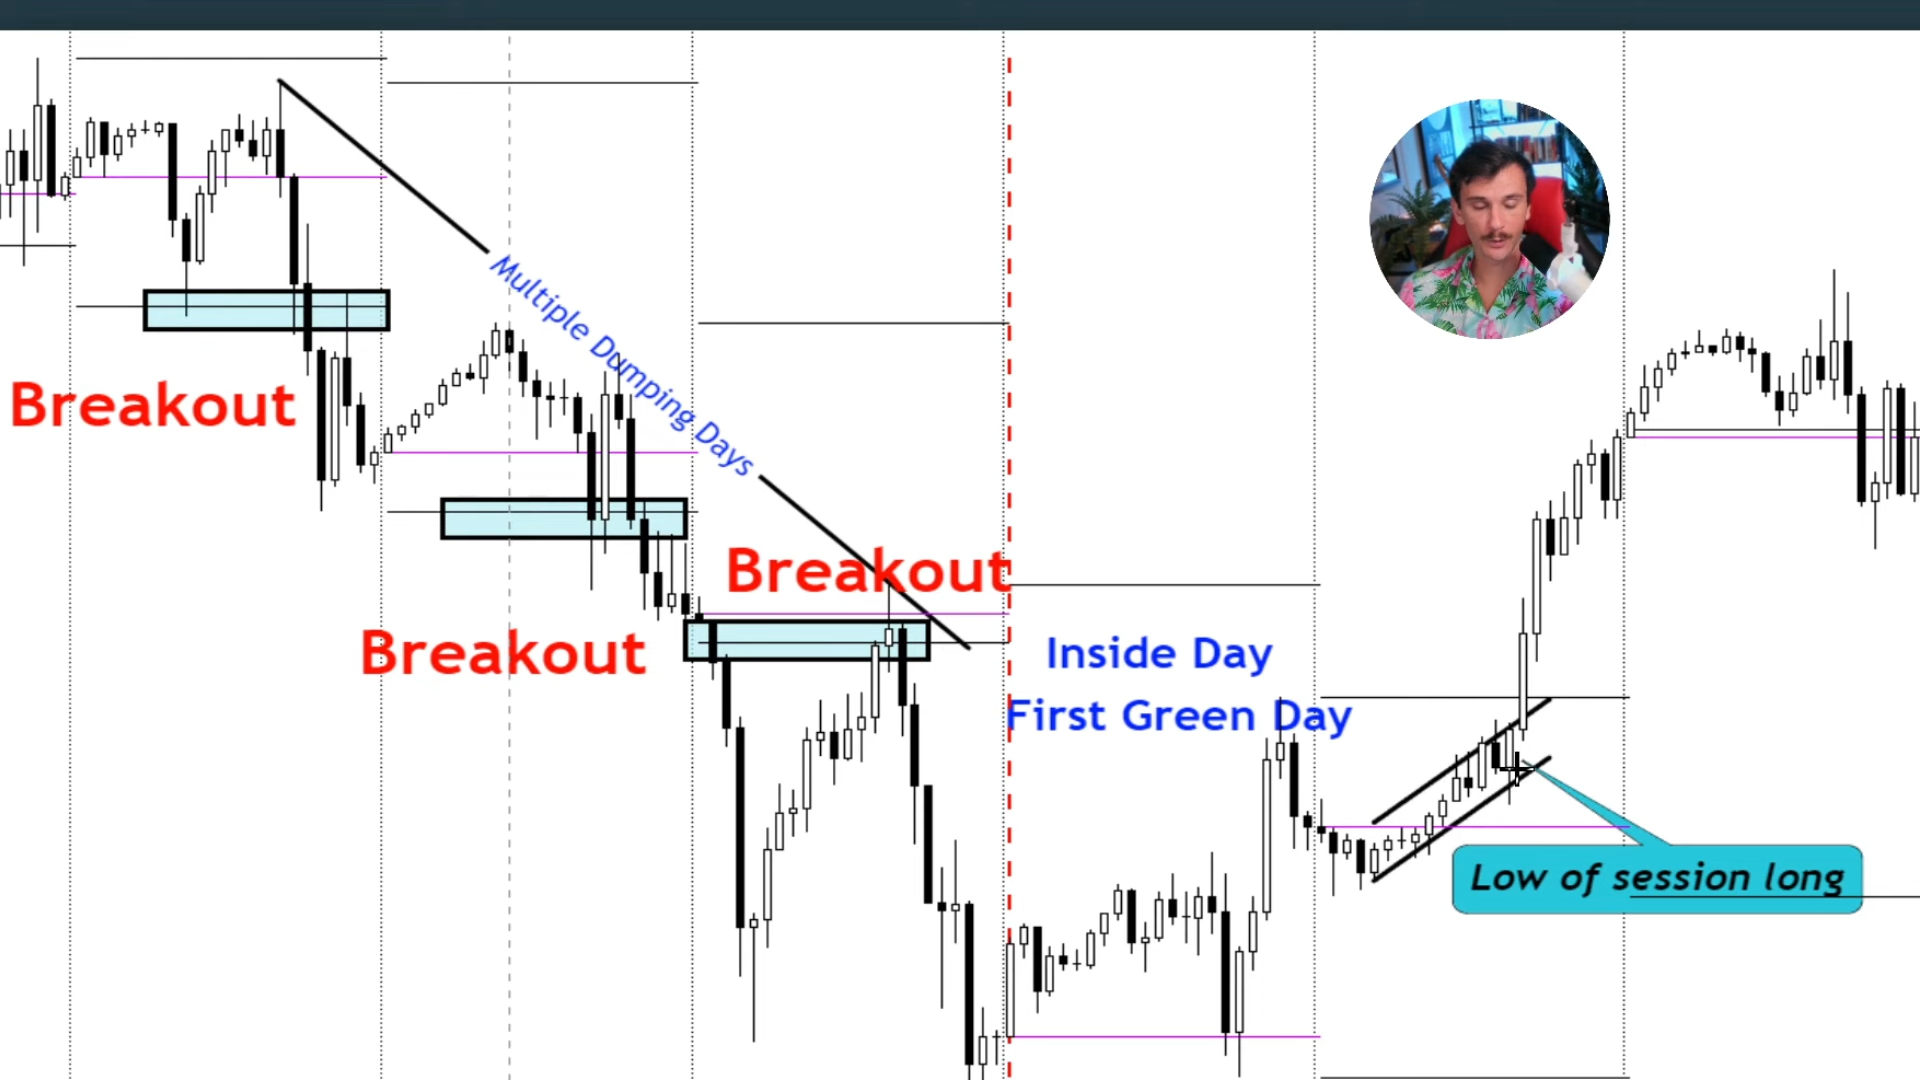 Multiple Dumping Days
Breakout
Breakout
Breakout
Inside Day
First Green Day
Low of session long